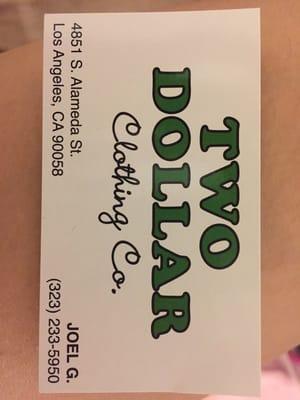 TWO
DOLLAR
Clothing Co.
4851 S. Alameda St.
Los Angeles, CA 90058
JOEL G.
(323) 233-5950